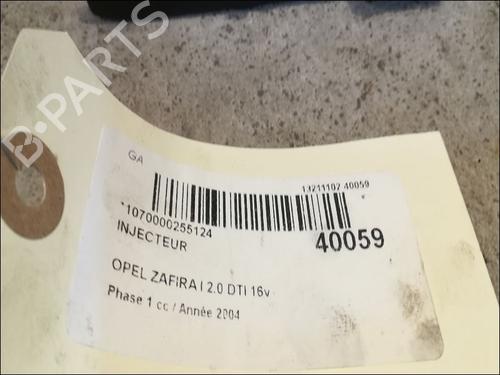 B-PARTS
GA
13211102 40059
*1070000255124
40059
INJECTEUR
OPEL ZAFIRA I 2.0 DTI 16v
Phase 1 cc / Année 2004